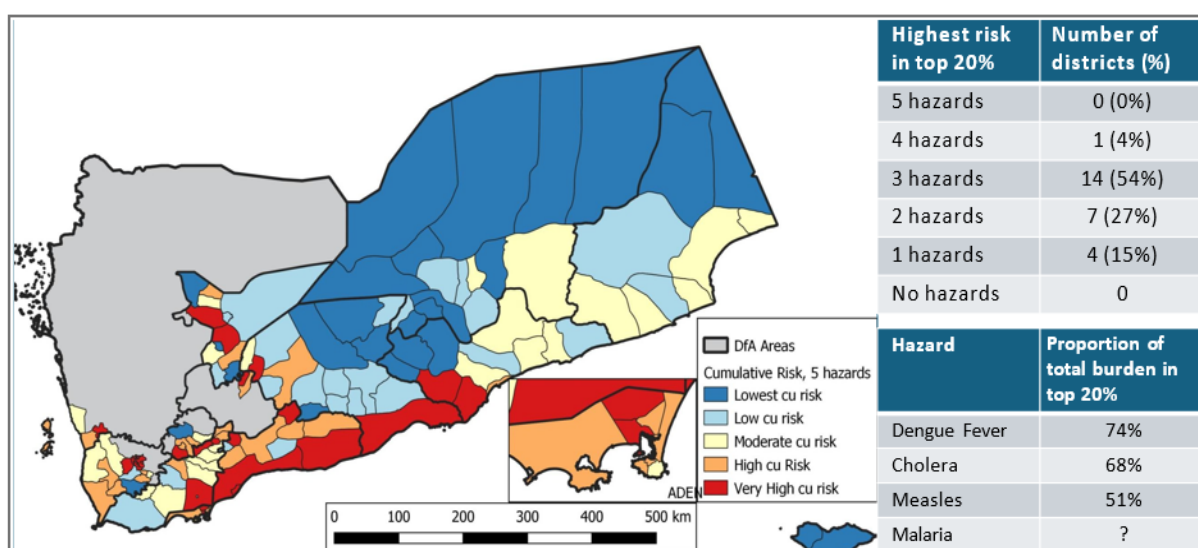 Highest risk
in top 20%
Number of
districts (%)
5 hazards
0 (0%)
4 hazards
1 (4%)
3 hazards
14 (54%)
2 hazards
7 (27%)
1 hazards
4 (15%)
No hazards
0
Hazard
Proportion of
total burden in
top 20%
Dengue Fever
74%
Cholera
68%
Measles
51%
Malaria
?
DfA Areas
Cumulative Risk, 5 hazards
Lowest cu risk
Low cu risk
Moderate cu risk
High cu Risk
Very High cu risk
ADEN
0 100 200 300 400 500 km